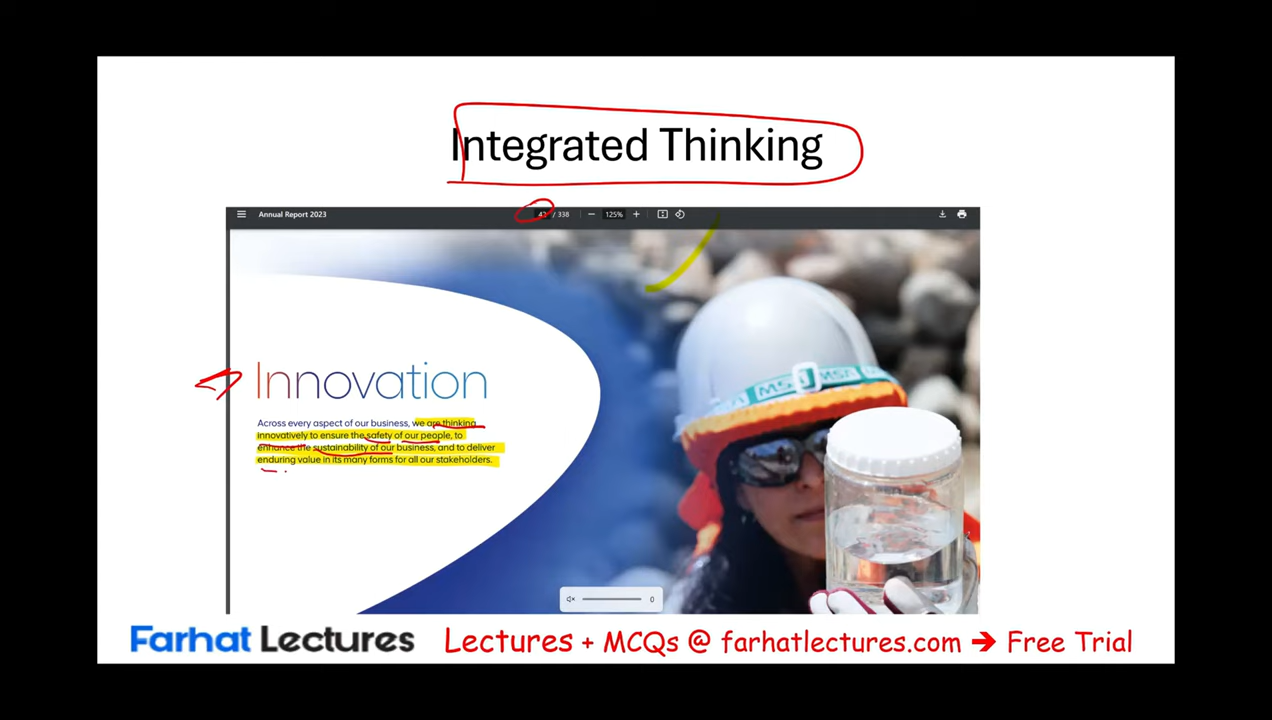 Integrated Thinking
Annual Report 2023
/ 338
125%
Innovation
Across every aspect of our business, we are thinking
innovatively to ensure the safety of our people, to
enhance the sustainability of our business, and to deliver
enduring value in its many forms for all our stakeholders.
MSA
MSA
0
Farhat Lectures
Lectures + MCQs @ farhatlectures.com → Free Trial